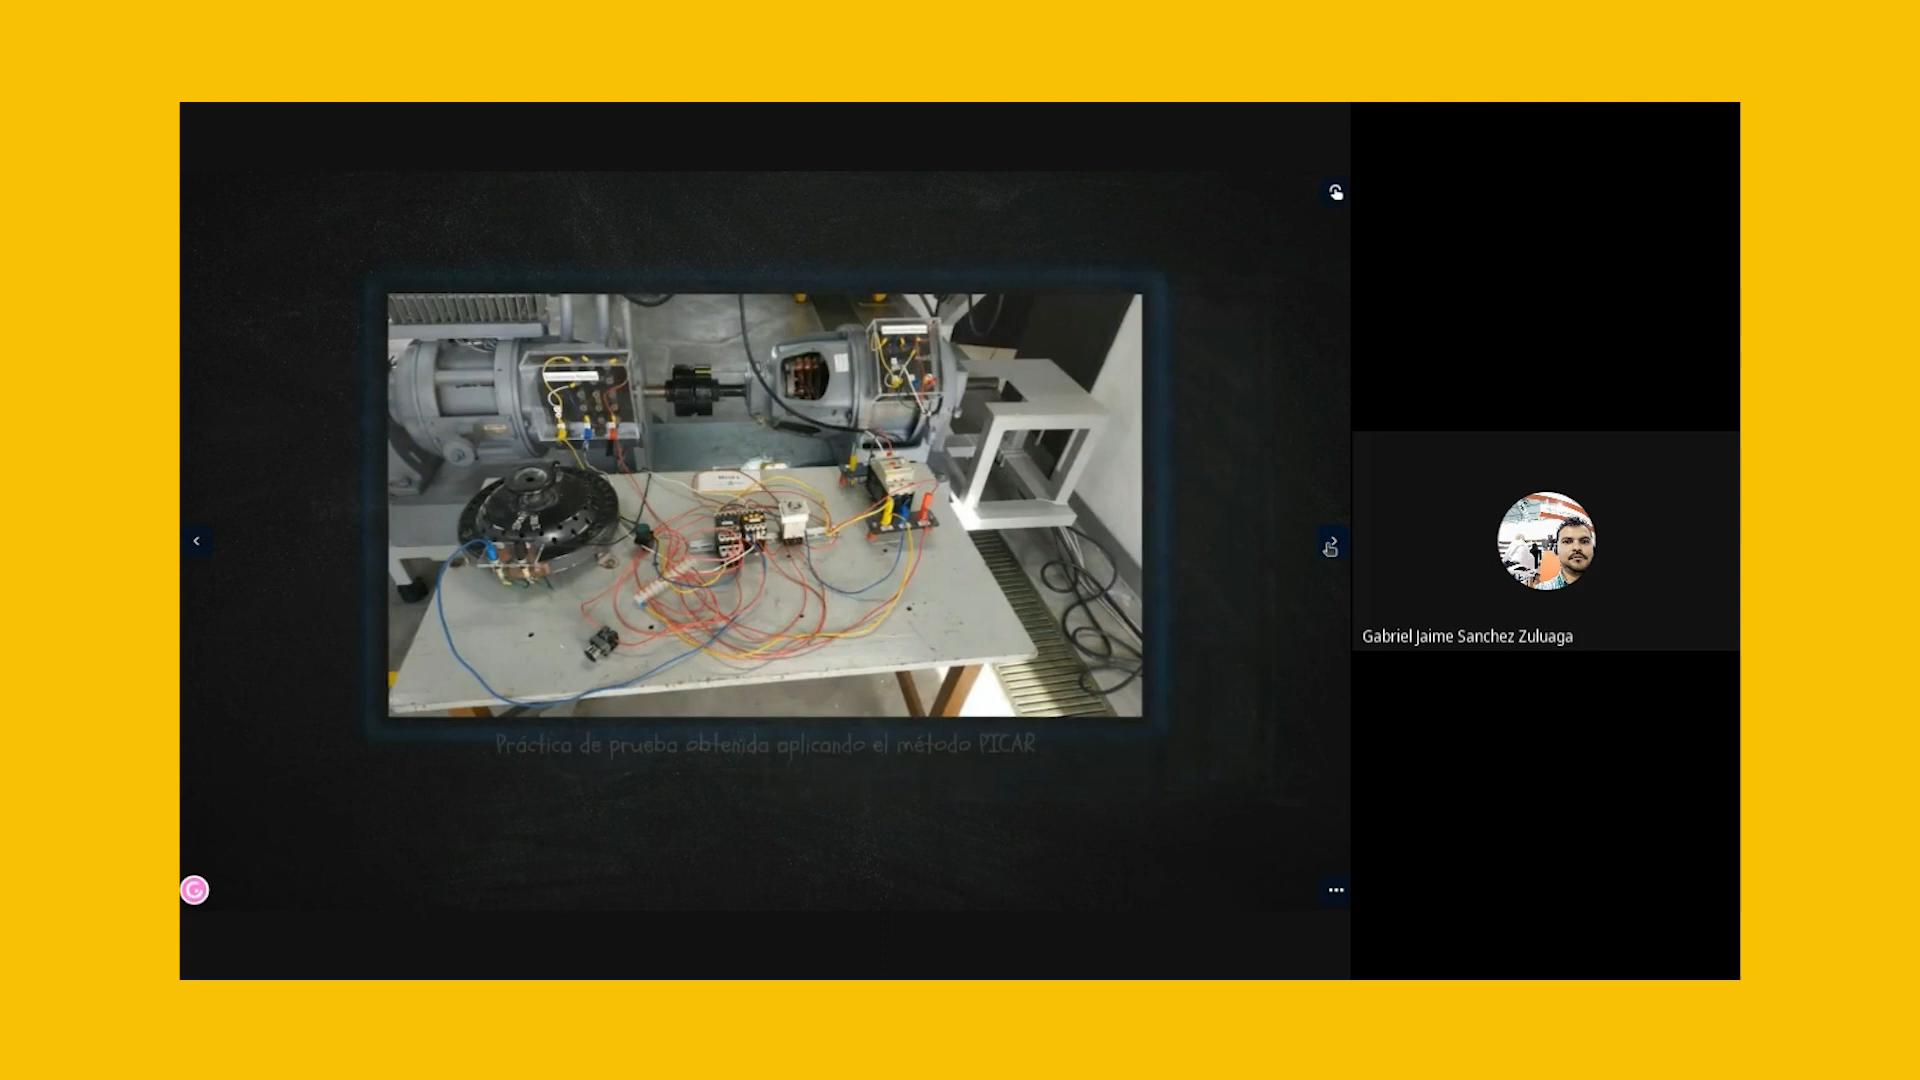 Práctica de prueba obtenida aplicando el método PICAR
Gabriel Jaime Sanchez Zuluaga